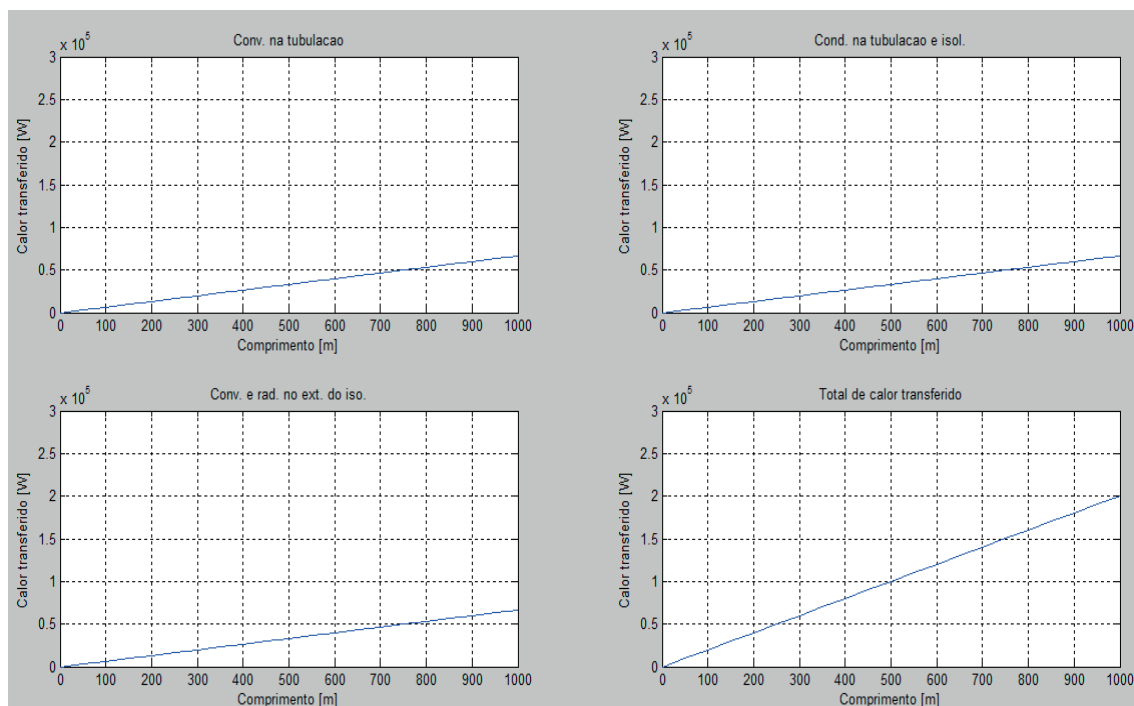 Conv. na tubulacao
x 10^5
3
2.5
2
1.5
1
0.5
0
Calor transferido [W]
0 100 200 300 400 500 600 700 800 900 1000
Comprimento [m]
Cond. na tubulacao e isol.
x 10^5
3
2.5
2
1.5
1
0.5
0
Calor transferido [W]
0 100 200 300 400 500 600 700 800 900 1000
Comprimento [m]
Conv. e rad. no ext. do iso.
x 10^5
3
2.5
2
1.5
1
0.5
0
Calor transferido [W]
0 100 200 300 400 500 600 700 800 900 1000
Comprimento [m]
Total de calor transferido
x 10^5
3
2.5
2
1.5
1
0.5
0
Calor transferido [W]
0 100 200 300 400 500 600 700 800 900 1000
Comprimento [m]